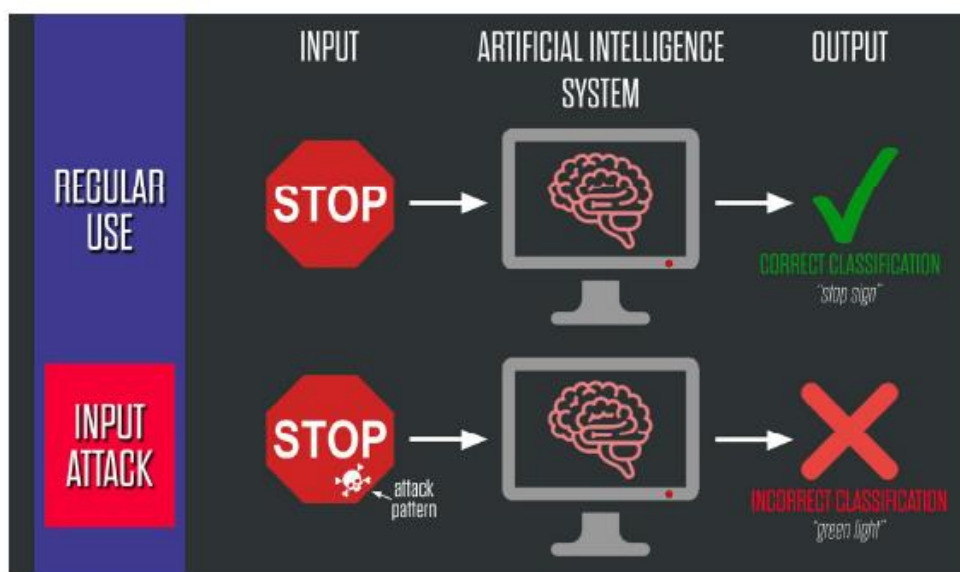 INPUT
ARTIFICIAL INTELLIGENCE
SYSTEM
OUTPUT
REGULAR
USE
STOP
CORRECT CLASSIFICATION
"stop sign"
INPUT
ATTACK
STOP
attack
pattern
INCORRECT CLASSIFICATION
"green light"